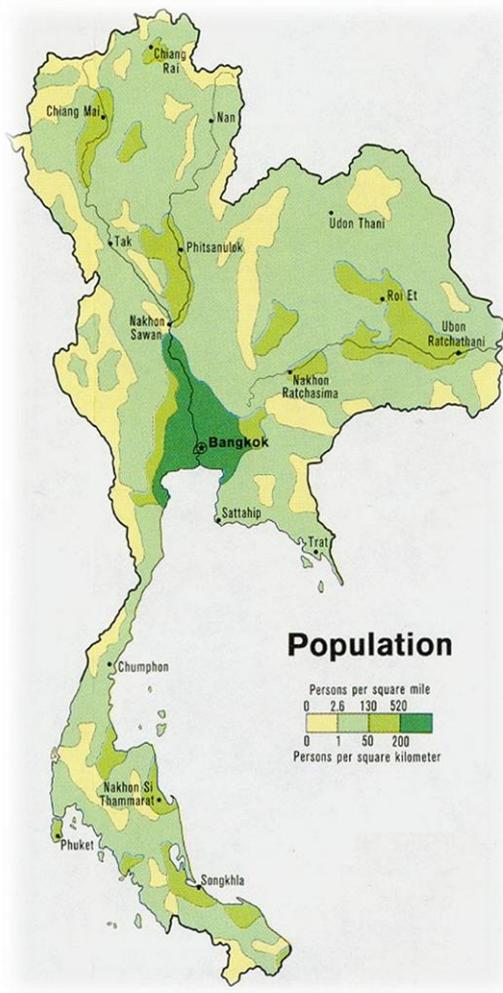 Chiang
Rai
Chiang Mai
Nan
Udon Thani
Tak
Phitsanulok
Roi Et
Nakhon
Sawan
Ubon
Ratchathani
Nakhon
Ratchasima
Bangkok
Sattahip
Trat
Population
Chumphon
Persons per square mile
0 2.6 130 520
0 1 50 200
Persons per square kilometer
Nakhon Si
Thammarat
Phuket
Songkhla